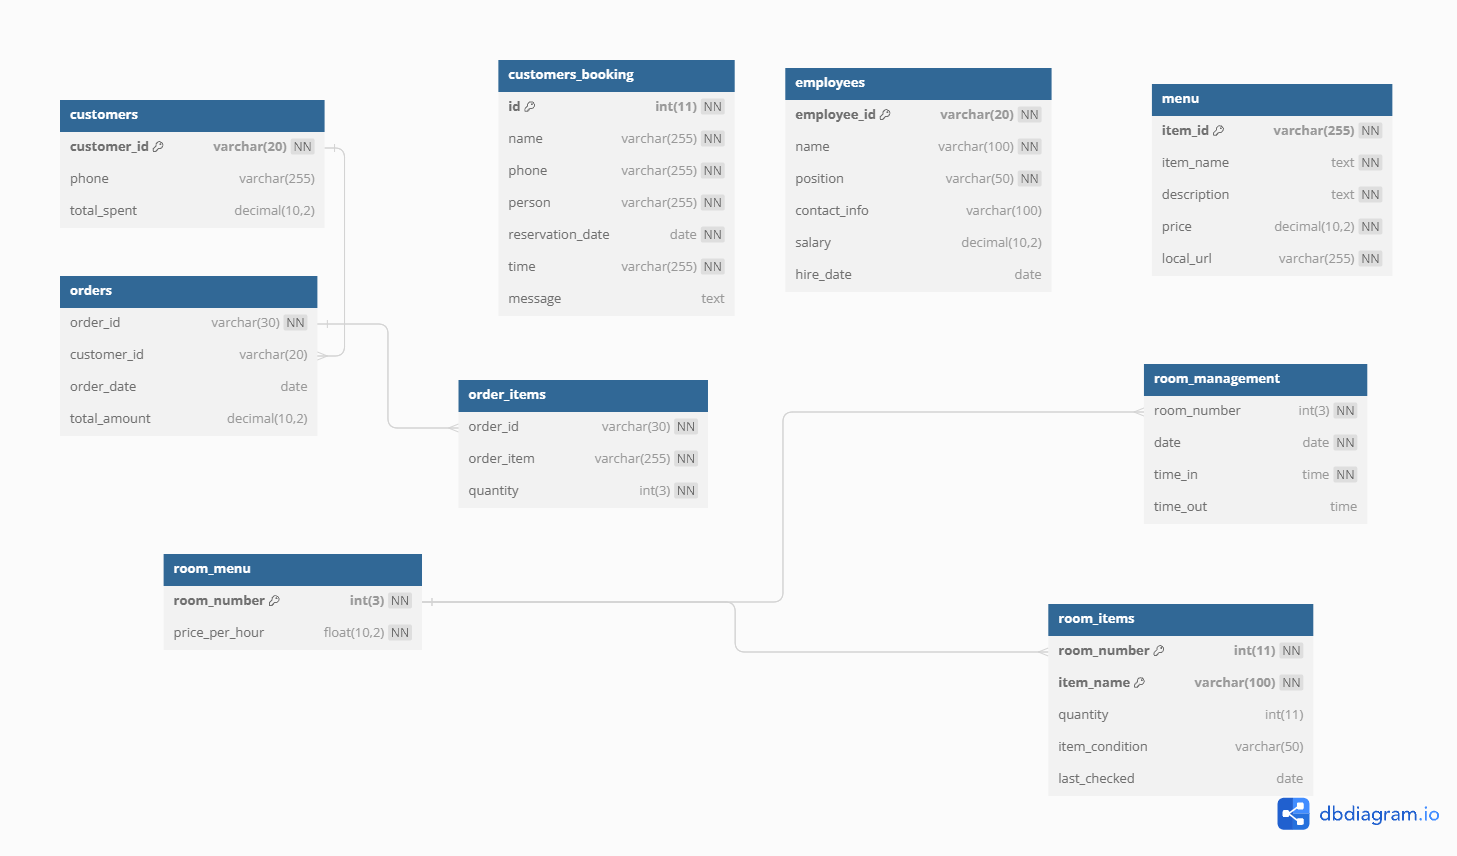 customers
customer_id varchar(20) NN
phone varchar(255)
total_spent decimal(10,2)
customers_booking
id int(11) NN
name varchar(255) NN
phone varchar(255) NN
person varchar(255) NN
reservation_date date NN
time varchar(255) NN
message text
employees
employee_id varchar(20) NN
name varchar(100) NN
position varchar(50) NN
contact_info varchar(100)
salary decimal(10,2)
hire_date date
menu
item_id varchar(255) NN
item_name text NN
description text NN
price decimal(10,2) NN
local_url varchar(255) NN
orders
order_id varchar(30) NN
customer_id varchar(20)
order_date date
total_amount decimal(10,2)
order_items
order_id varchar(30) NN
order_item varchar(255) NN
quantity int(3) NN
room_management
room_number int(3) NN
date date NN
time_in time NN
time_out time
room_menu
room_number int(3) NN
price_per_hour float(10,2) NN
room_items
room_number int(11) NN
item_name varchar(100) NN
quantity int(11)
item_condition varchar(50)
last_checked date
dbdiagram.io